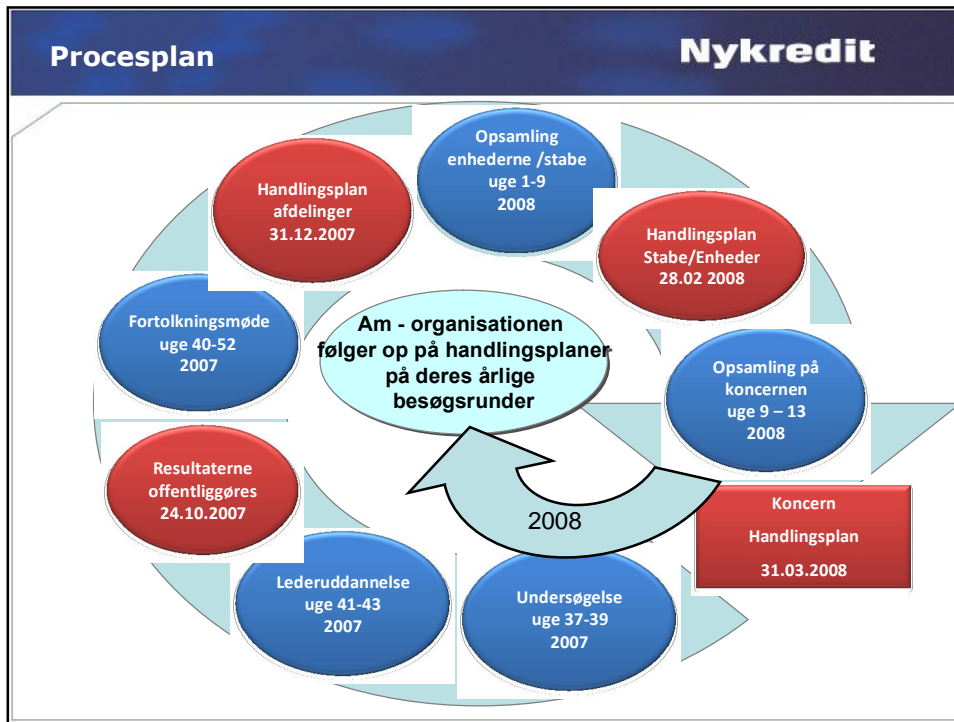 Procesplan
Nykredit
Opsamling
enhederne /stabe
uge 1-9
2008
Handlingsplan
afdelinger
31.12.2007
Handlingsplan
Stabe/Enheder
28.02 2008
Fortolkningsmøde
uge 40-52
2007
Am - organisationen
følger op på handlingsplaner
på deres årlige
besøgsrunder
Opsamling på
koncernen
uge 9 – 13
2008
Resultaterne
offentliggøres
24.10.2007
2008
Koncern
Handlingsplan
31.03.2008
Lederuddannelse
uge 41-43
2007
Undersøgelse
uge 37-39
2007